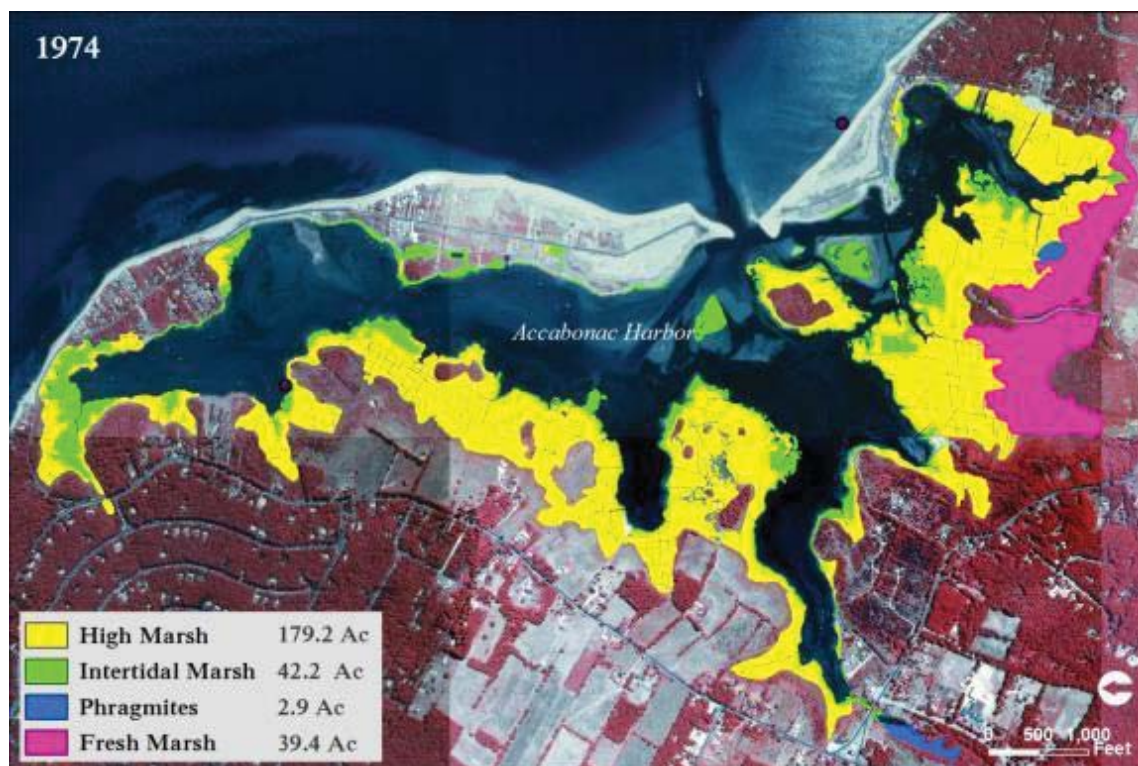 1974
Accabonac Harbor
High Marsh 179.2 Ac
Intertidal Marsh 42.2 Ac
Phragmites 2.9 Ac
Fresh Marsh 39.4 Ac
0 500 1,000
Feet